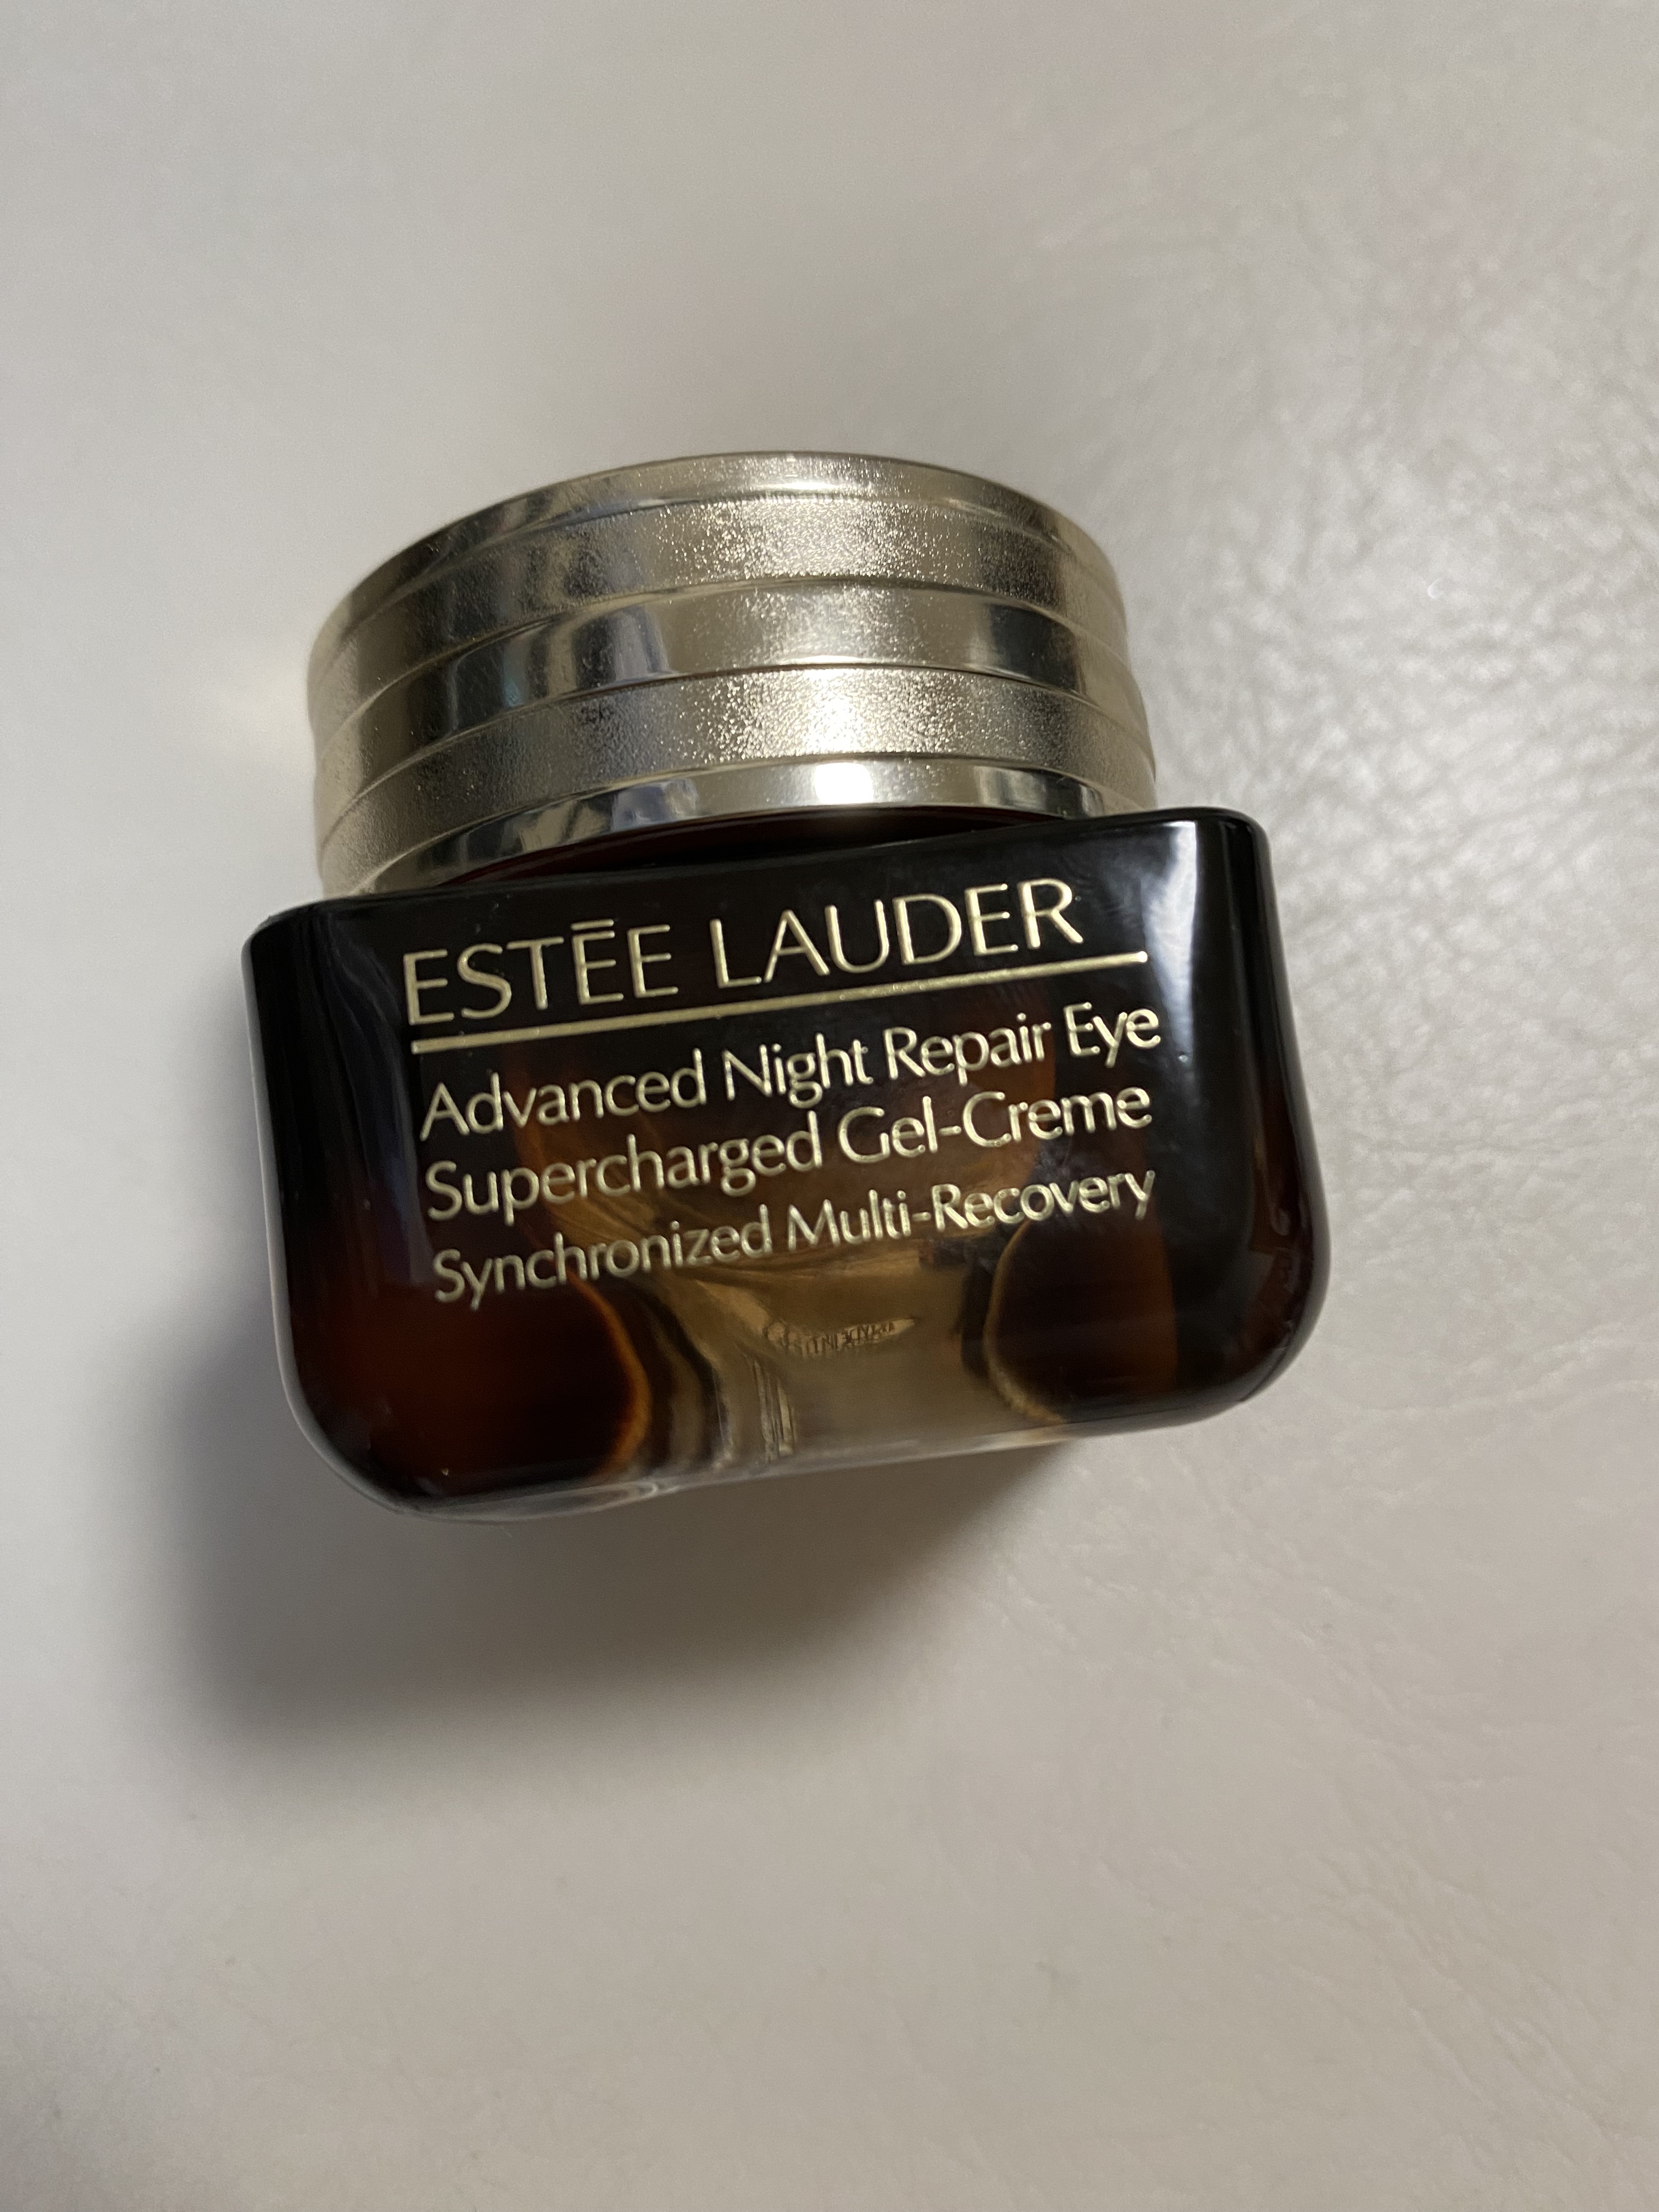 ESTĒE LAUDER
Advanced Night Repair Eye
Supercharged Gel-Creme
Synchronized Multi-Recovery